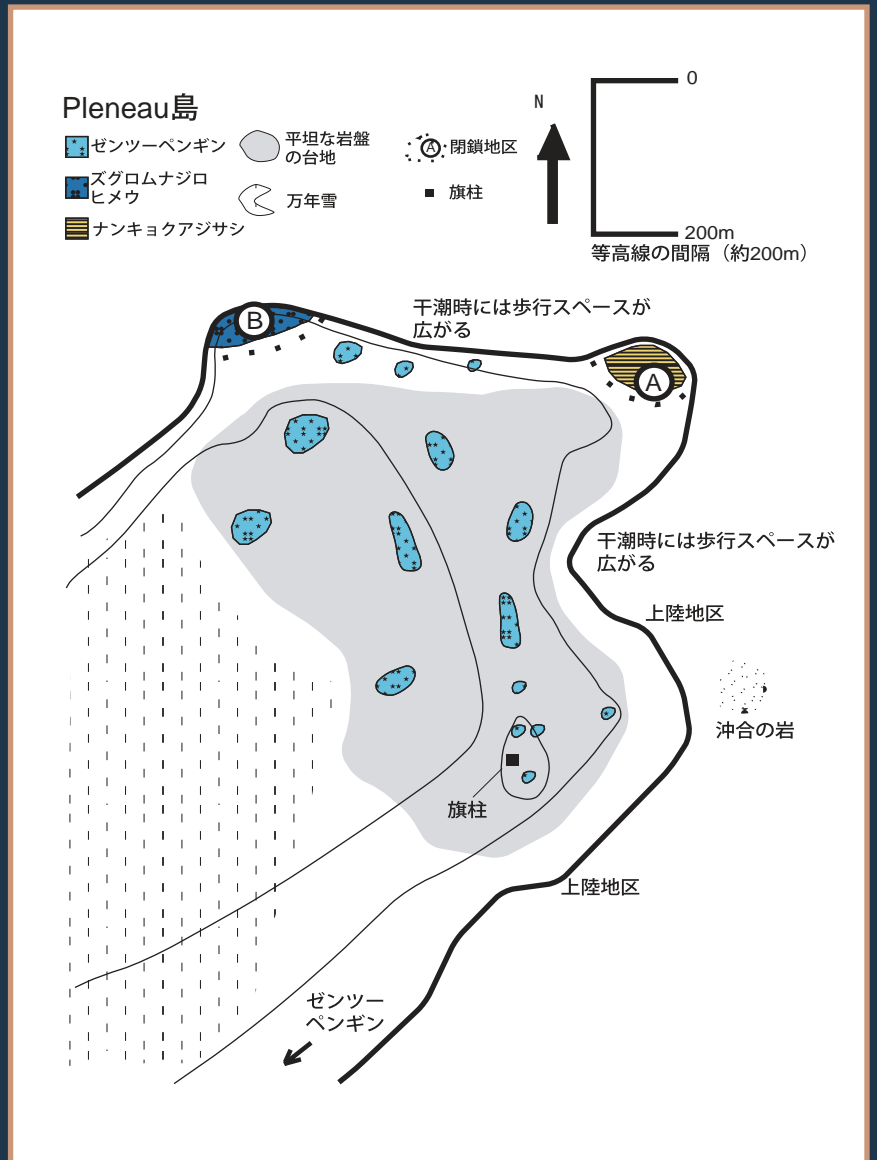 Pleneau島
ゼンツーペンギン
ズグロムナジロ
ヒメウ
ナンキョクアジサシ
平坦な岩盤
の台地
万年雪
A
閉鎖地区
旗柱
N
0
200m
等高線の間隔（約200m）
干潮時には歩行スペースが
広がる
B
A
干潮時には歩行スペースが
広がる
上陸地区
沖合の岩
旗柱
上陸地区
ゼンツー
ペンギン